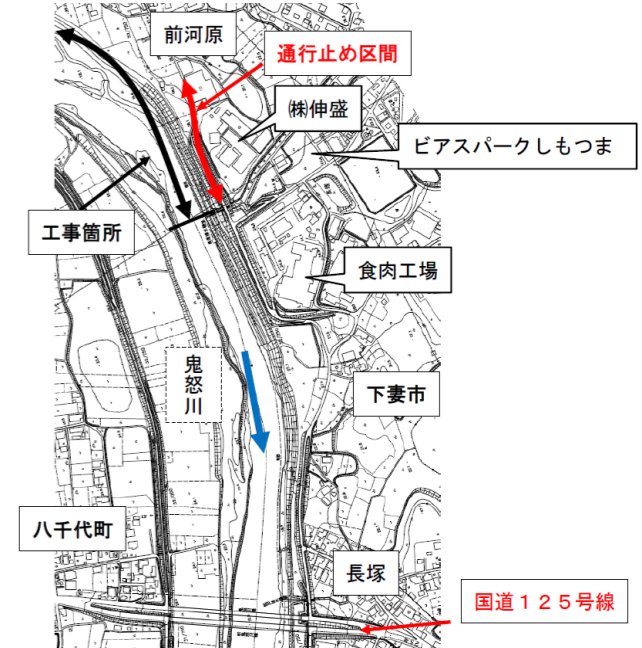 前河原
通行止め区間
㈱伸盛
ビアスパークしもつま
工事箇所
食肉工場
鬼怒川
下妻市
八千代町
長塚
国道１２５号線